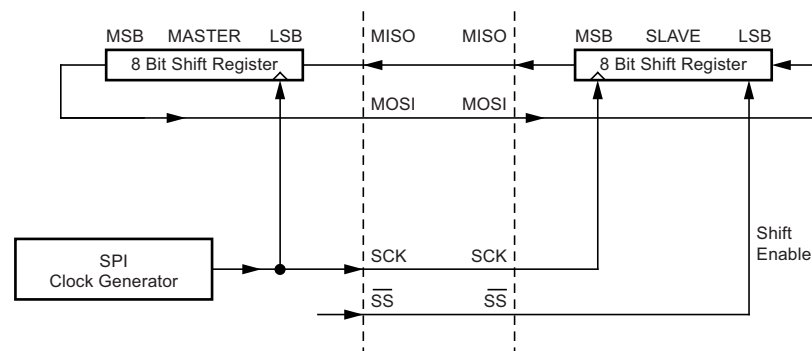 MSB MASTER LSB MISO MISO MSB SLAVE LSB
8 Bit Shift Register 8 Bit Shift Register
MOSI MOSI
Shift
Enable
SPI
Clock Generator
SCK SCK
SS SS